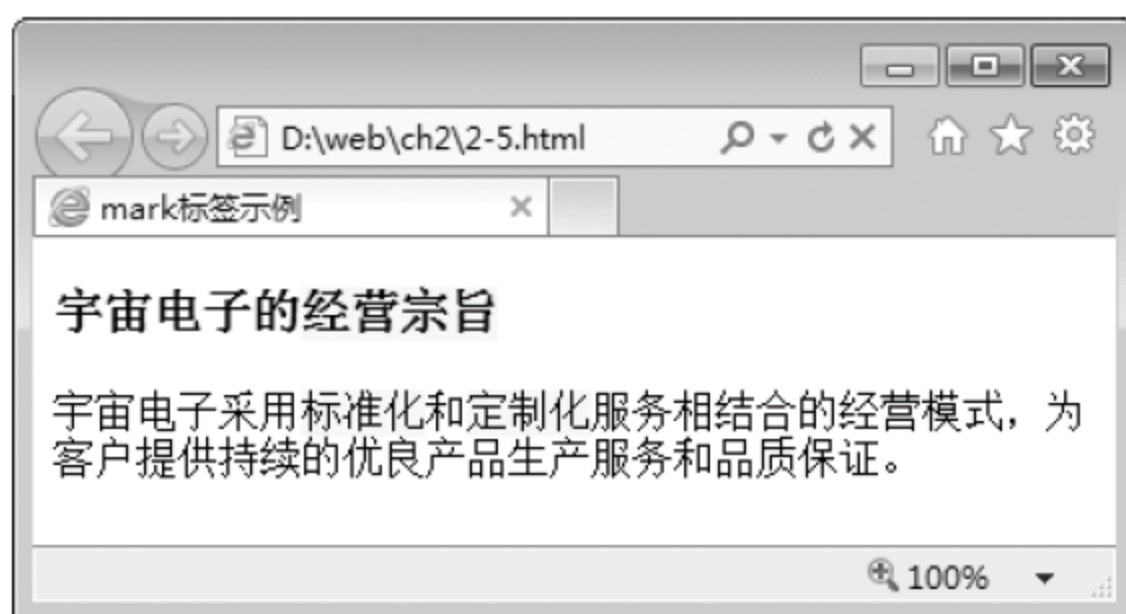 D:\web\ch2\2-5.html
mark标签示例
宇宙电子的经营宗旨
宇宙电子采用标准化和定制化服务相结合的经营模式，为
客户提供持续的优良产品生产服务和品质保证。
100%